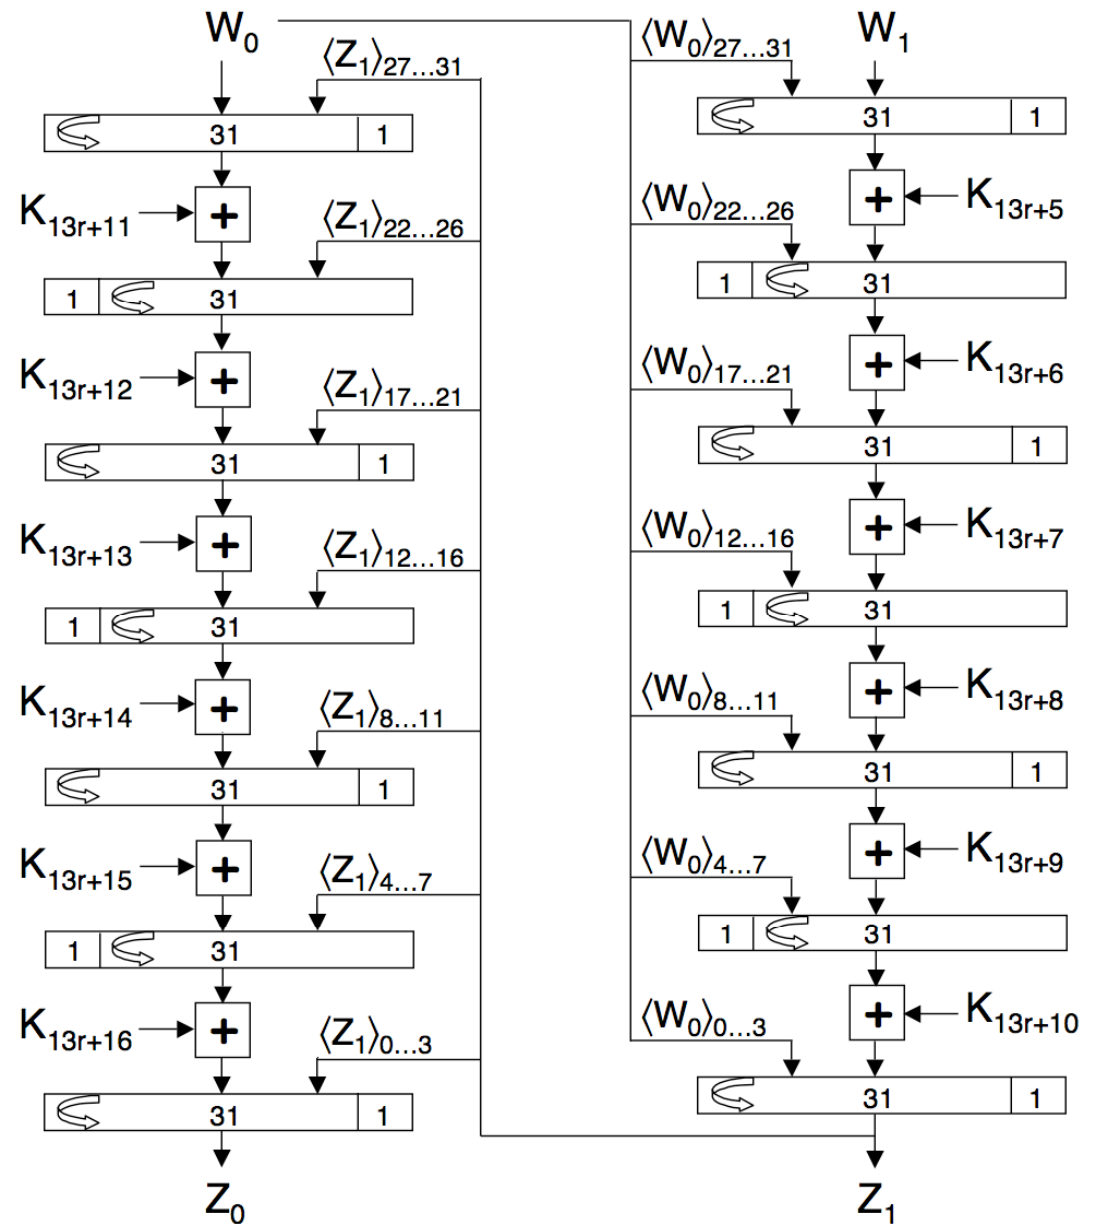 W₀ W₁
⟨Z₁⟩₂₇…₃₁ ⟨W₀⟩₂₇…₃₁
31 1 31 1
K₁₃ᵣ₊₁₁ + + K₁₃ᵣ₊₅
⟨Z₁⟩₂₂…₂₆ ⟨W₀⟩₂₂…₂₆
1 31 1 31
K₁₃ᵣ₊₁₂ + + K₁₃ᵣ₊₆
⟨Z₁⟩₁₇…₂₁ ⟨W₀⟩₁₇…₂₁
31 1 31 1
K₁₃ᵣ₊₁₃ + + K₁₃ᵣ₊₇
⟨Z₁⟩₁₂…₁₆ ⟨W₀⟩₁₂…₁₆
1 31 1 31
K₁₃ᵣ₊₁₄ + + K₁₃ᵣ₊₈
⟨Z₁⟩₈…₁₁ ⟨W₀⟩₈…₁₁
31 1 31 1
K₁₃ᵣ₊₁₅ + + K₁₃ᵣ₊₉
⟨Z₁⟩₄…₇ ⟨W₀⟩₄…₇
1 31 1 31
K₁₃ᵣ₊₁₆ + + K₁₃ᵣ₊₁₀
⟨Z₁⟩₀…₃ ⟨W₀⟩₀…₃
31 1 31 1
Z₀ Z₁